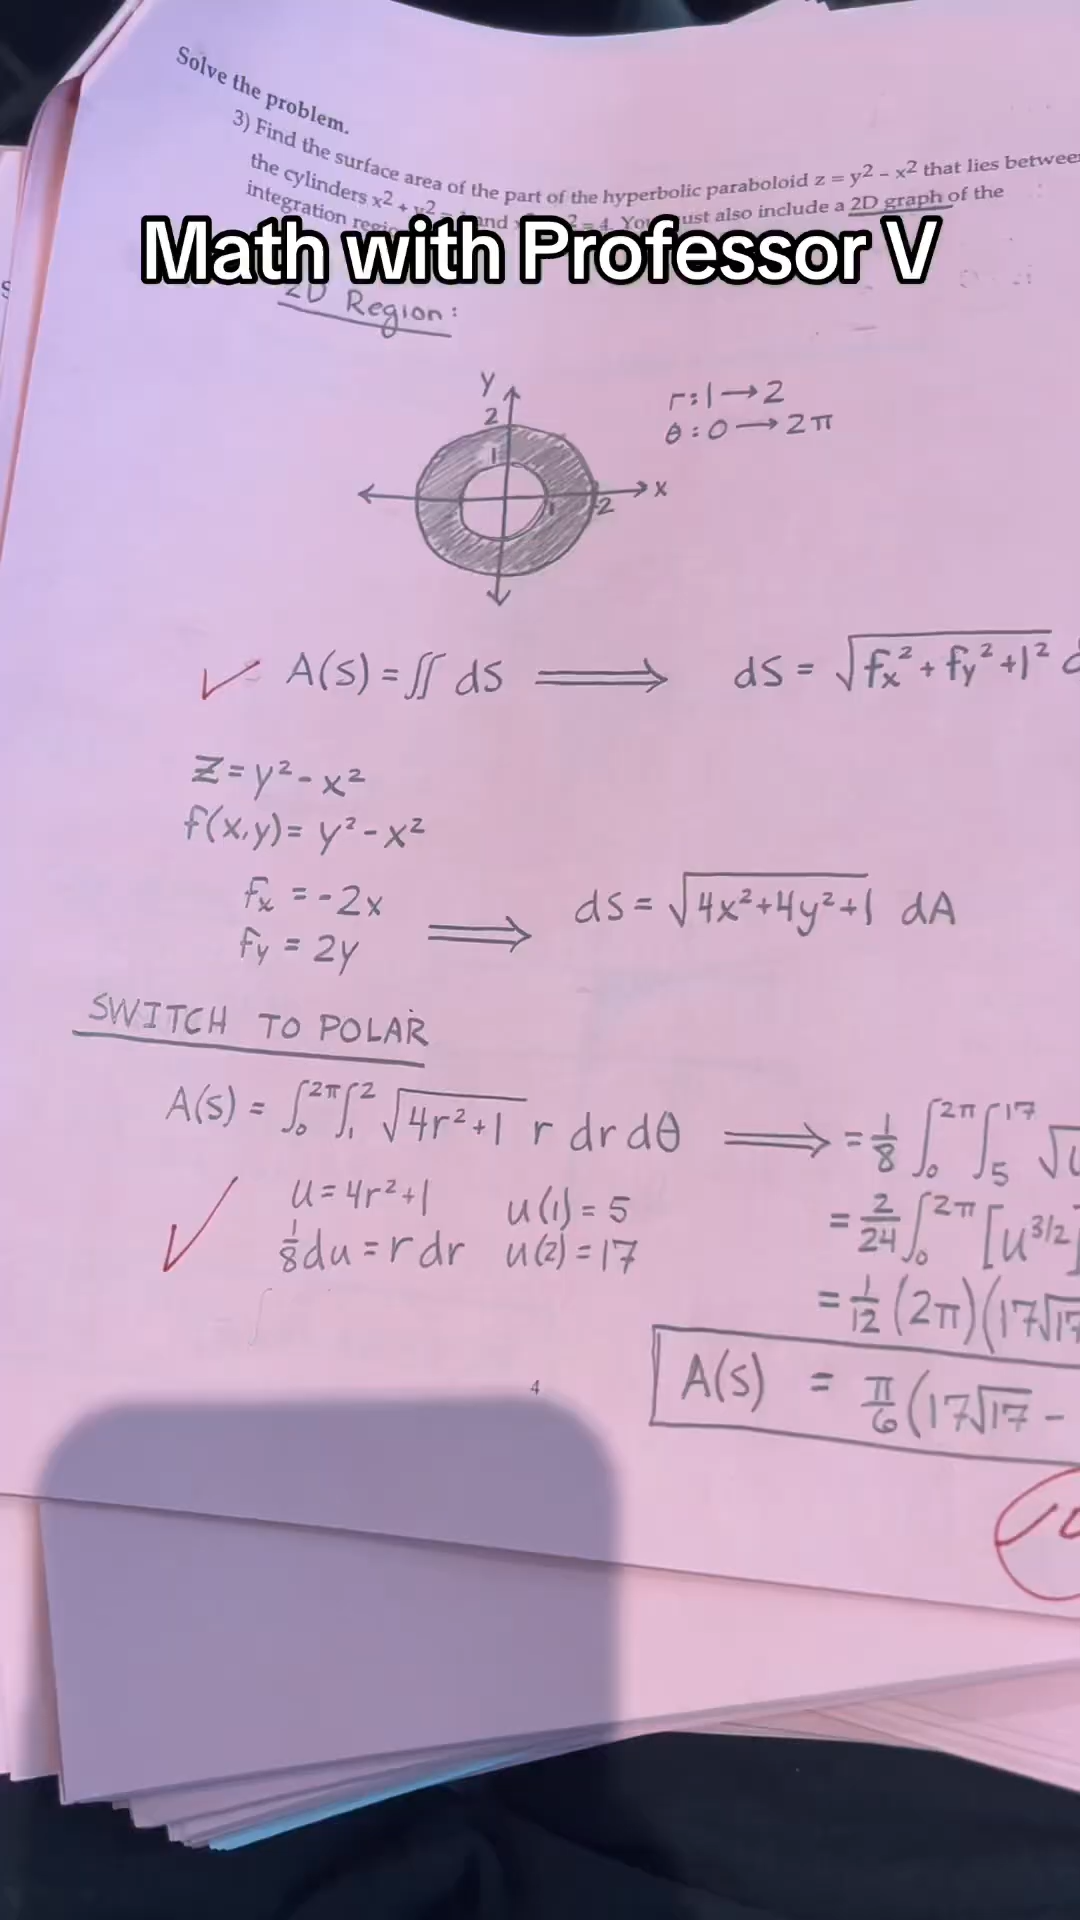 Solve the problem.
3) Find the surface area of the part of the hyperbolic paraboloid z = y² - x² that lies between
the cylinders x² + y² = and = 4. You must also include a 2D graph of the
integration
Math with Professor V
2D Region:
y
2
1
x
1
2
r: 1 → 2
θ: 0 → 2π
A(S) = ∬ dS ⟹ dS = √(fx² + fy² + 1²)
z = y² - x²
f(x,y) = y² - x²
fx = -2x
fy = 2y
⟹ dS = √(4x² + 4y² + 1) dA
SWITCH TO POLAR
A(S) = ∫₀^2π ∫₁² √(4r² + 1) r dr dθ ⟹ = 1/8 ∫₀^2π ∫₅^17 √u
u = 4r² + 1 u(1) = 5
1/8 du = r dr u(2) = 17
= 2/24 ∫₀^2π [u^3/2]
= 1/12 (2π)(17√17
A(S) = π/6 (17√17 -
4